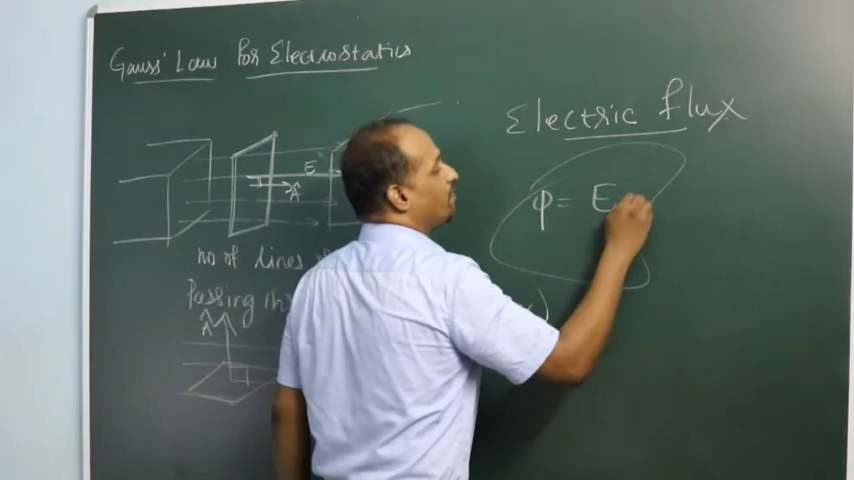 Gauss' Law for Electrostatics
Electric flux
E
Â
φ = E
no of lines
Passing th
Â